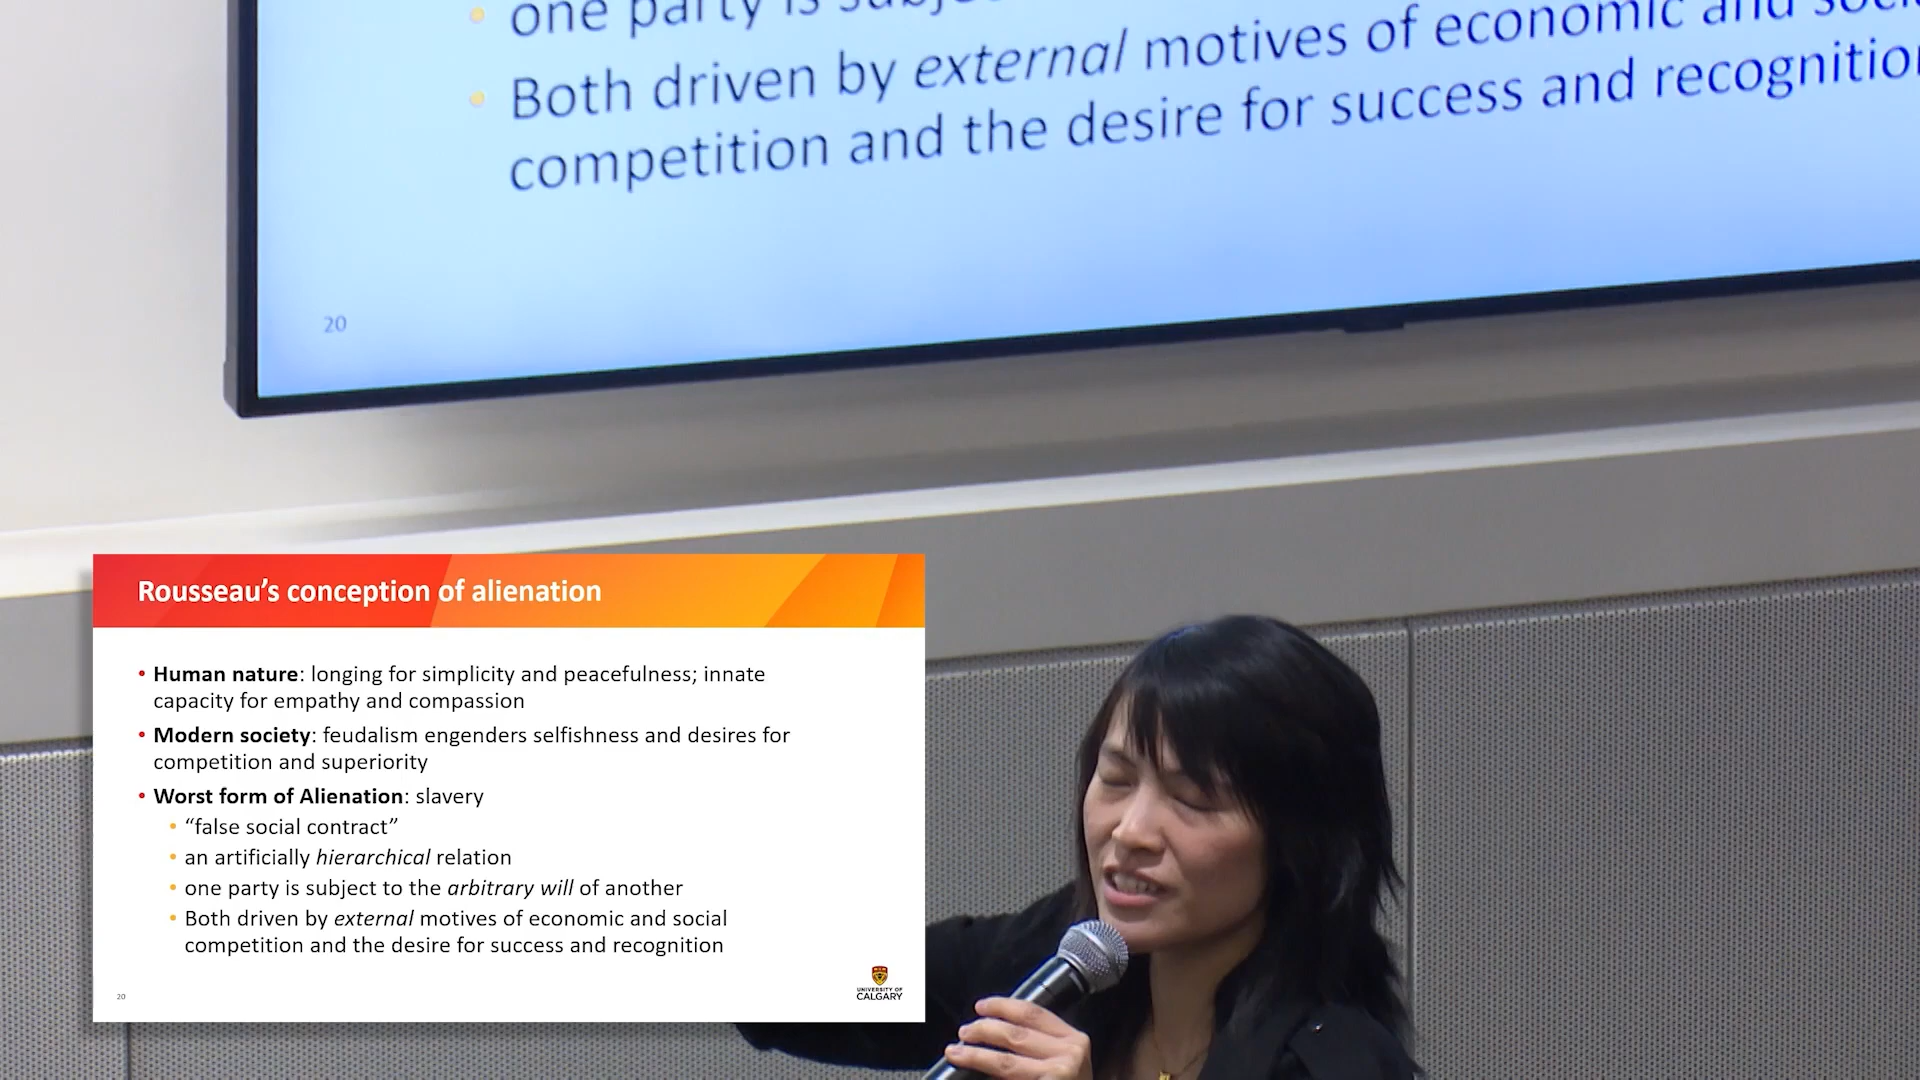 one party is
Both driven by external motives of economic and
competition and the desire for success and
20
Rousseau’s conception of alienation
• Human nature: longing for simplicity and peacefulness; innate
capacity for empathy and compassion
• Modern society: feudalism engenders selfishness and desires for
competition and superiority
• Worst form of Alienation: slavery
• “false social contract”
• an artificially hierarchical relation
• one party is subject to the arbitrary will of another
• Both driven by external motives of economic and social
competition and the desire for success and recognition
20
UNIVERSITY OF
CALGARY